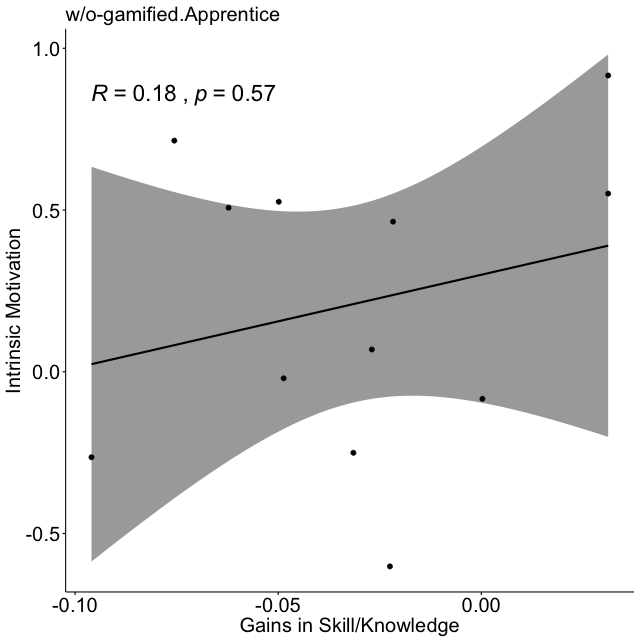 w/o-gamified.Apprentice
1.0
R = 0.18 , p = 0.57
0.5
Intrinsic Motivation
0.0
-0.5
-0.10 -0.05 0.00
Gains in Skill/Knowledge